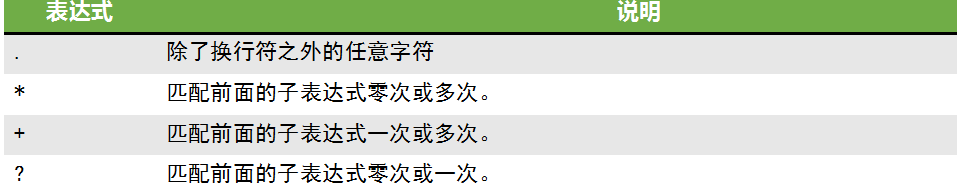 表达式 说明
. 除了换行符之外的任意字符
* 匹配前面的子表达式零次或多次。
+ 匹配前面的子表达式一次或多次。
? 匹配前面的子表达式零次或一次。